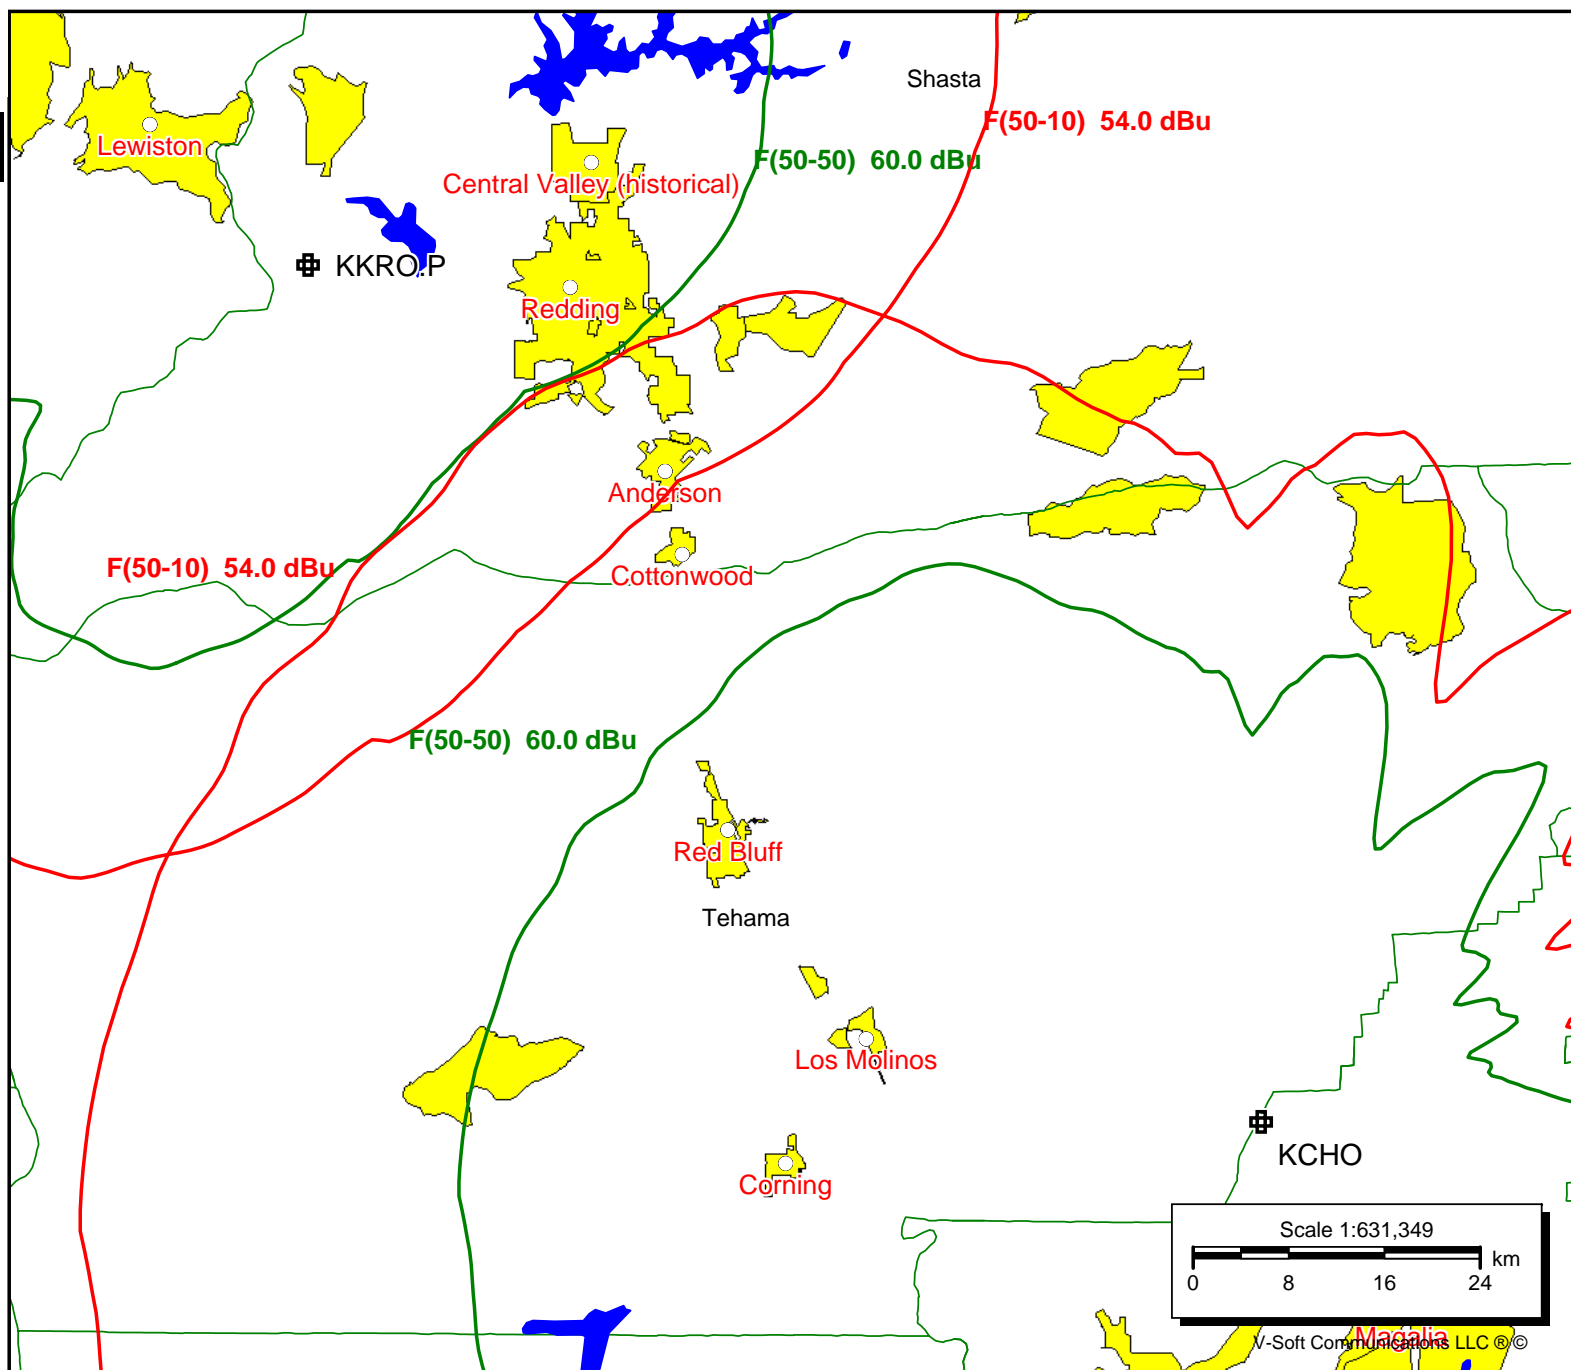 Shasta
F(50-10) 54.0 dBu
Lewiston
F(50-50) 60.0 dBu
Central Valley (historical)
KKRO.P
Redding
Anderson
F(50-10) 54.0 dBu
Cottonwood
F(50-50) 60.0 dBu
Red Bluff
Tehama
Los Molinos
KCHO
Corning
Scale 1:631,349
km
0 8 16 24
Magalia
V-Soft Communications LLC ® ©